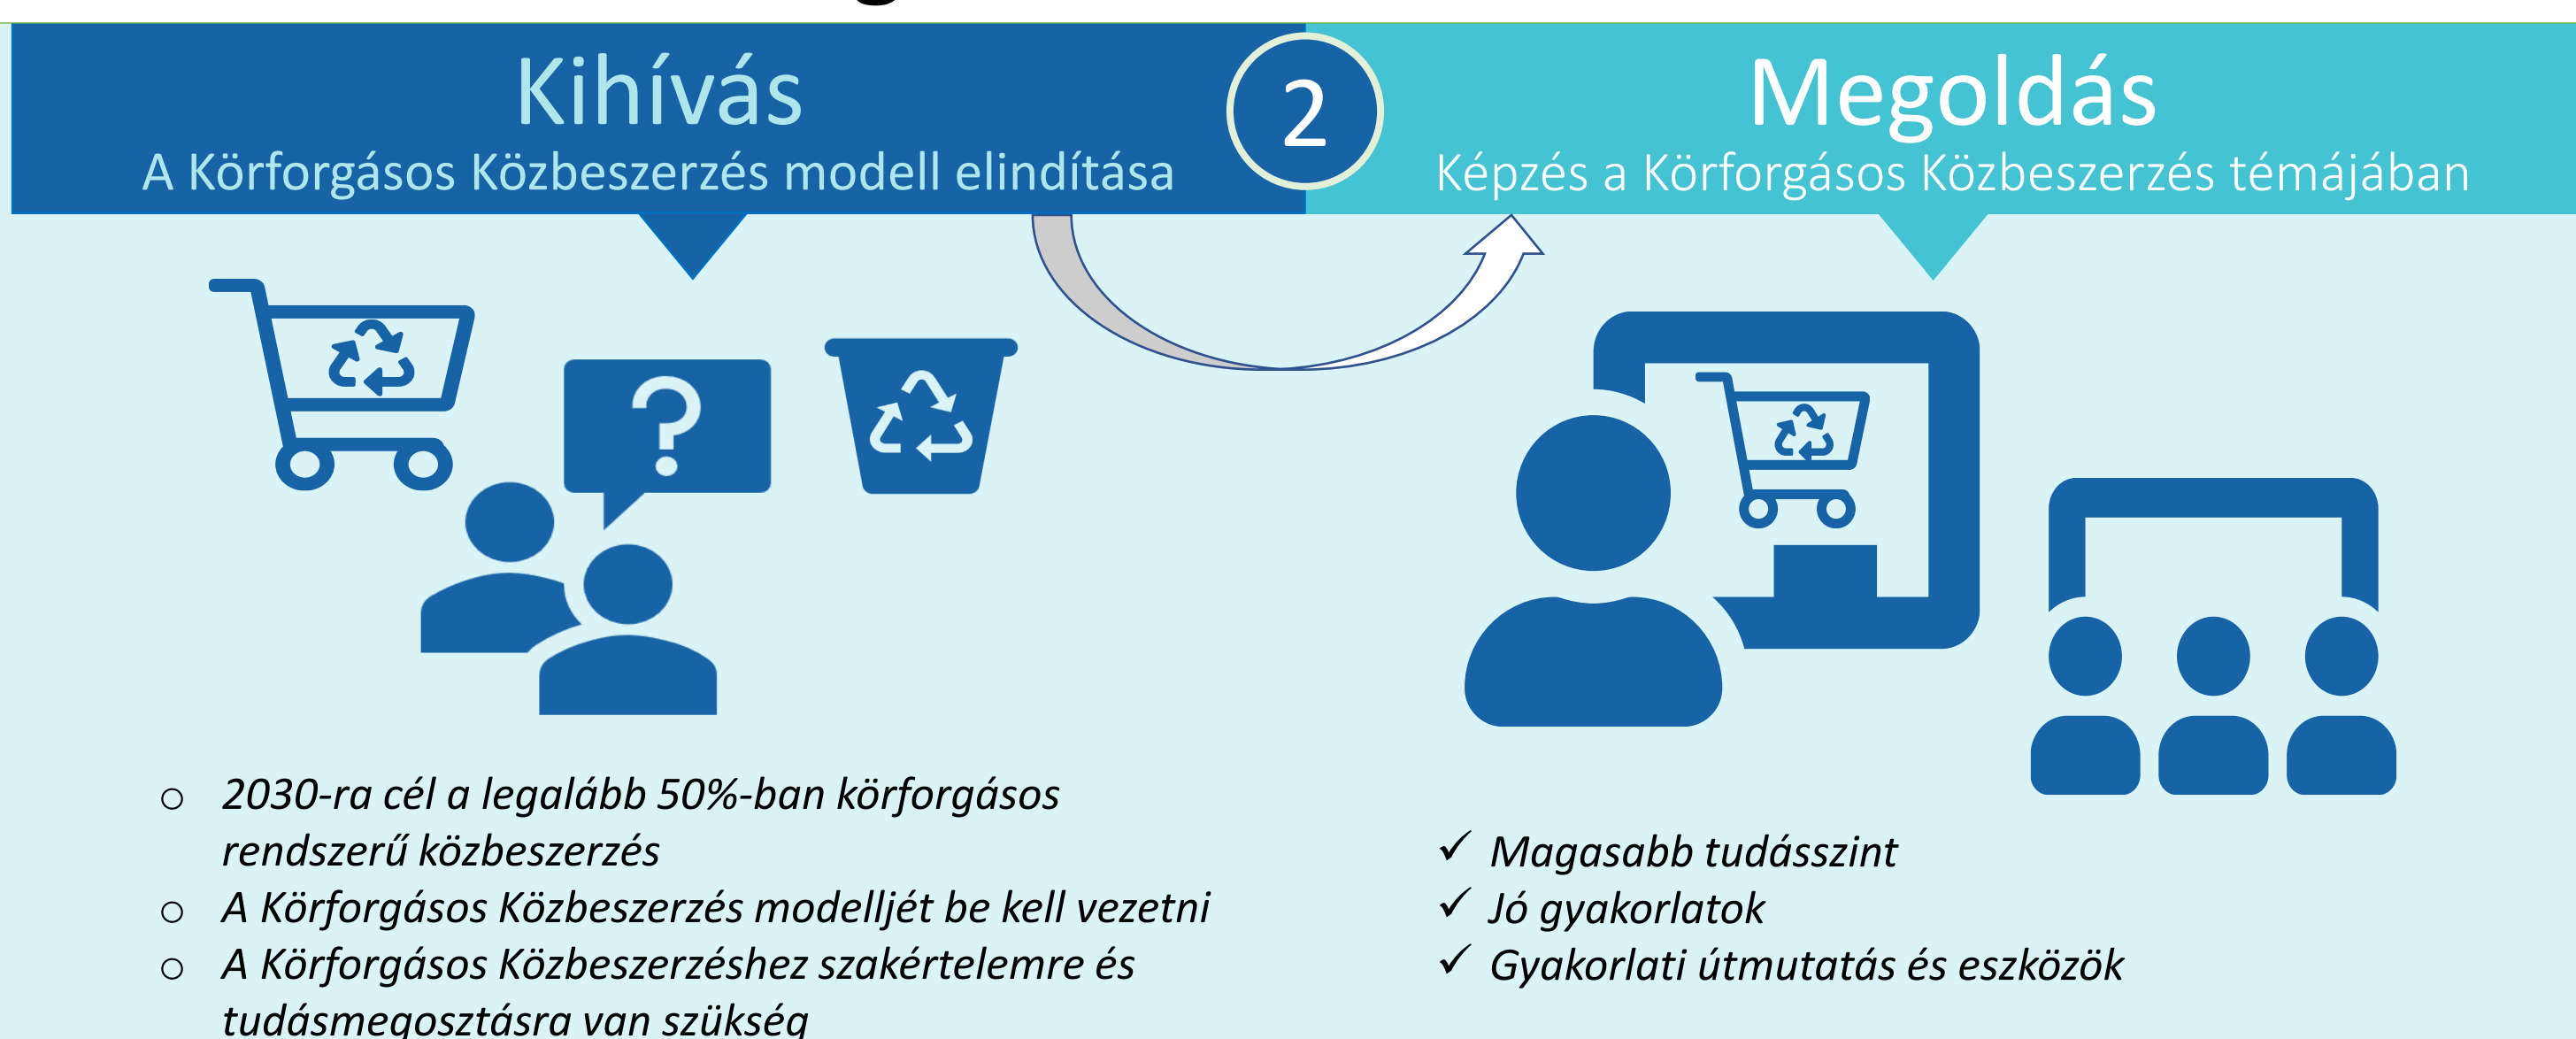 Kihívás
A Körforgásos Közbeszerzés modell elindítása
2
Megoldás
Képzés a Körforgásos Közbeszerzés témájában
?
o 2030-ra cél a legalább 50%-ban körforgásos
rendszerű közbeszerzés
o A Körforgásos Közbeszerzés modelljét be kell vezetni
o A Körforgásos Közbeszerzéshez szakértelemre és
tudásmegosztásra van szükség
✓ Magasabb tudásszint
✓ Jó gyakorlatok
✓ Gyakorlati útmutatás és eszközök